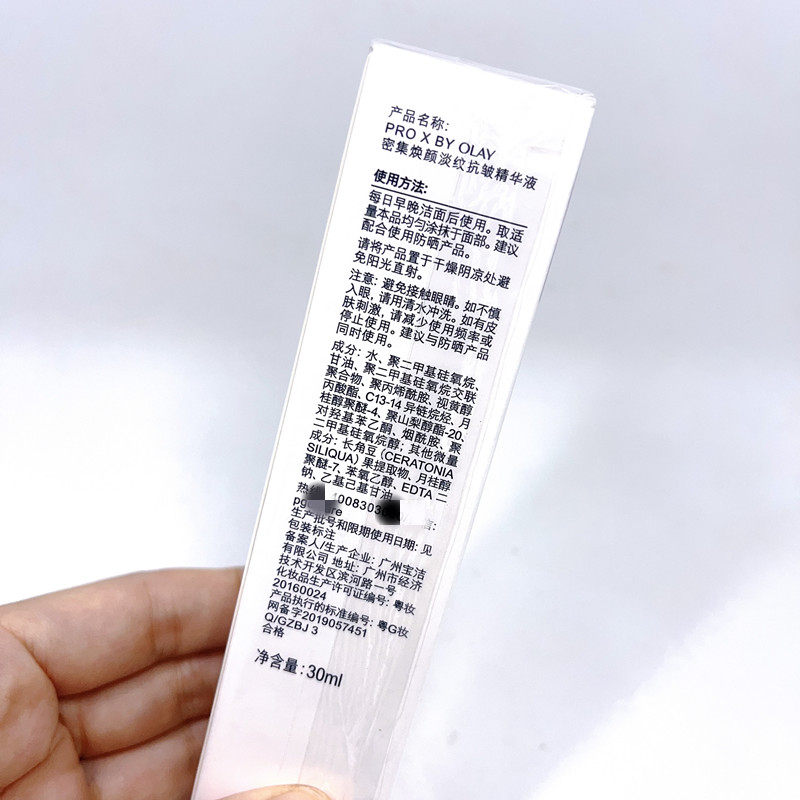 产品名称：
PRO X BY OLAY
密集焕颜淡纹抗皱精华液
使用方法：
每日早晚洁面后使用。取适
量本品均匀涂抹于面部。建议
配合使用防晒产品。
请将产品置于干燥阴凉处避
免阳光直射。
注意：避免接触眼睛。如不慎
入眼，请用清水冲洗。如有皮
肤刺激，请减少使用频率或
停止使用。建议与防晒产品
同时使用。
成分：水、聚二甲基硅氧烷、
甘油、聚二甲基硅氧烷交联
聚合物、聚丙烯酰胺、视黄醇
丙酸酯、C13-14 异链烷烃、月
桂醇聚醚-4、聚山梨醇酯-20、
对羟基苯乙酮、烟酰胺、聚
二甲基硅氧烷醇；其他微量
成分：长角豆（CERATONIA
SILIQUA）果提取物、月桂醇
聚醚-7、苯氧乙醇、EDTA 二
钠、乙基己基甘油
热 4008303
pg re
生产批号和限期使用日期：见
包装标注
备案人/生产企业：广州宝洁
有限公司 地址：广州市经济
技术开发区滨河路一号
化妆品生产许可证编号：粤妆
20160024
产品执行的标准编号：粤G妆
网备字2019057451
Q/GZBJ 3
合格
净含量：30ml